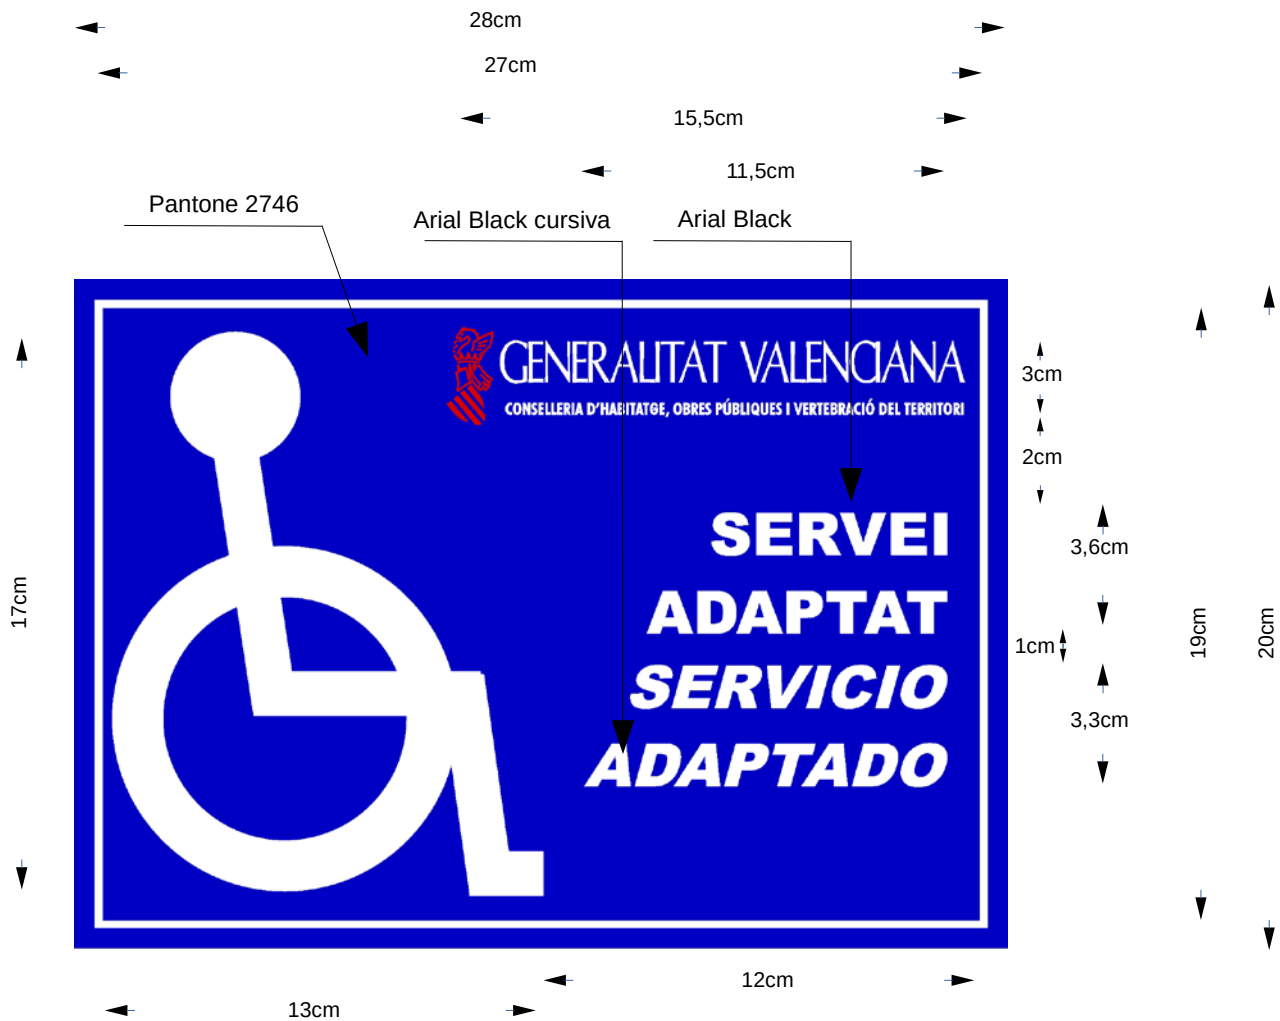 28cm
27cm
15,5cm
11,5cm
Pantone 2746
Arial Black cursiva
Arial Black
GENERALITAT VALENCIANA
CONSELLERIA D'HABITATGE, OBRES PÚBLIQUES I VERTEBRACIÓ DEL TERRITORI
3cm
2cm
SERVEI
3,6cm
ADAPTAT
17cm
1cm
19cm
20cm
SERVICIO
3,3cm
ADAPTADO
12cm
13cm